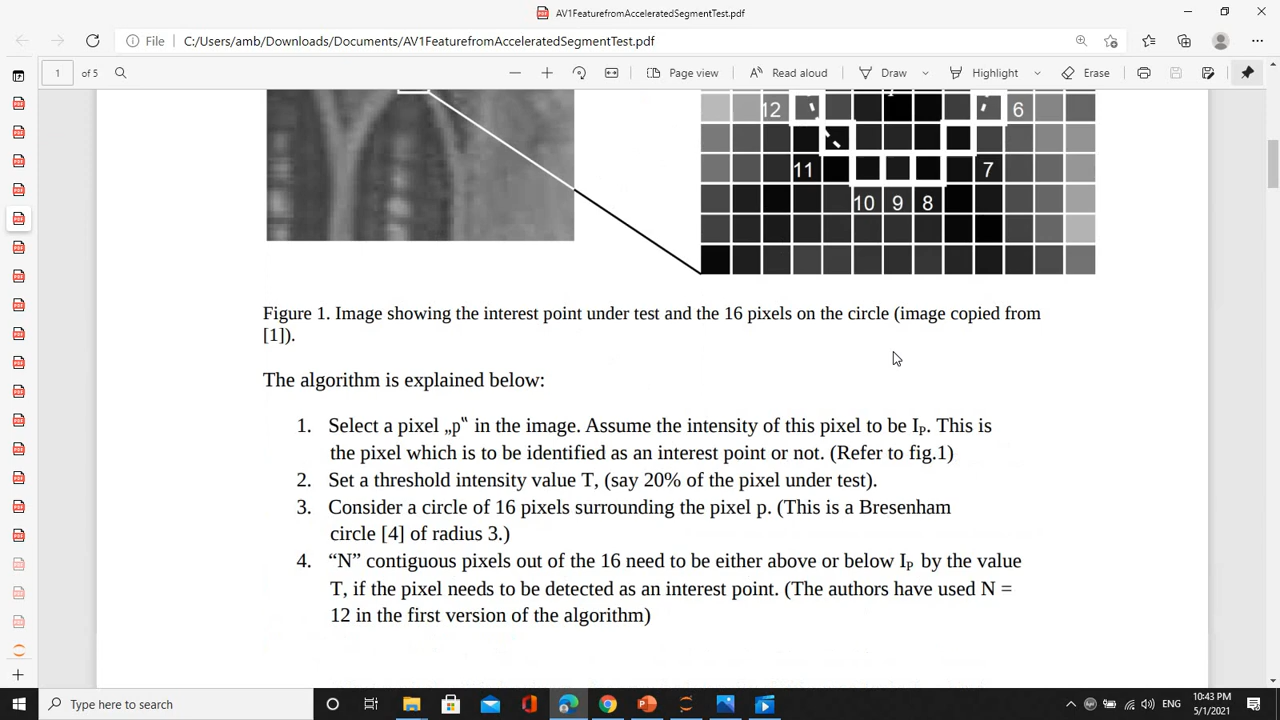 AV1FeaturefromAcceleratedSegmentTest.pdf
File C:/Users/amb/Downloads/Documents/AV1FeaturefromAcceleratedSegmentTest.pdf
1 of 5 Page view Read aloud Draw Highlight Erase
12 6
11 7
10 9 8
Figure 1. Image showing the interest point under test and the 16 pixels on the circle (image copied from
[1]).
The algorithm is explained below:
1. Select a pixel „p‟ in the image. Assume the intensity of this pixel to be IP. This is
the pixel which is to be identified as an interest point or not. (Refer to fig.1)
2. Set a threshold intensity value T, (say 20% of the pixel under test).
3. Consider a circle of 16 pixels surrounding the pixel p. (This is a Bresenham
circle [4] of radius 3.)
4. “N” contiguous pixels out of the 16 need to be either above or below IP by the value
T, if the pixel needs to be detected as an interest point. (The authors have used N =
12 in the first version of the algorithm)
Type here to search
ENG
10:43 PM
5/1/2021